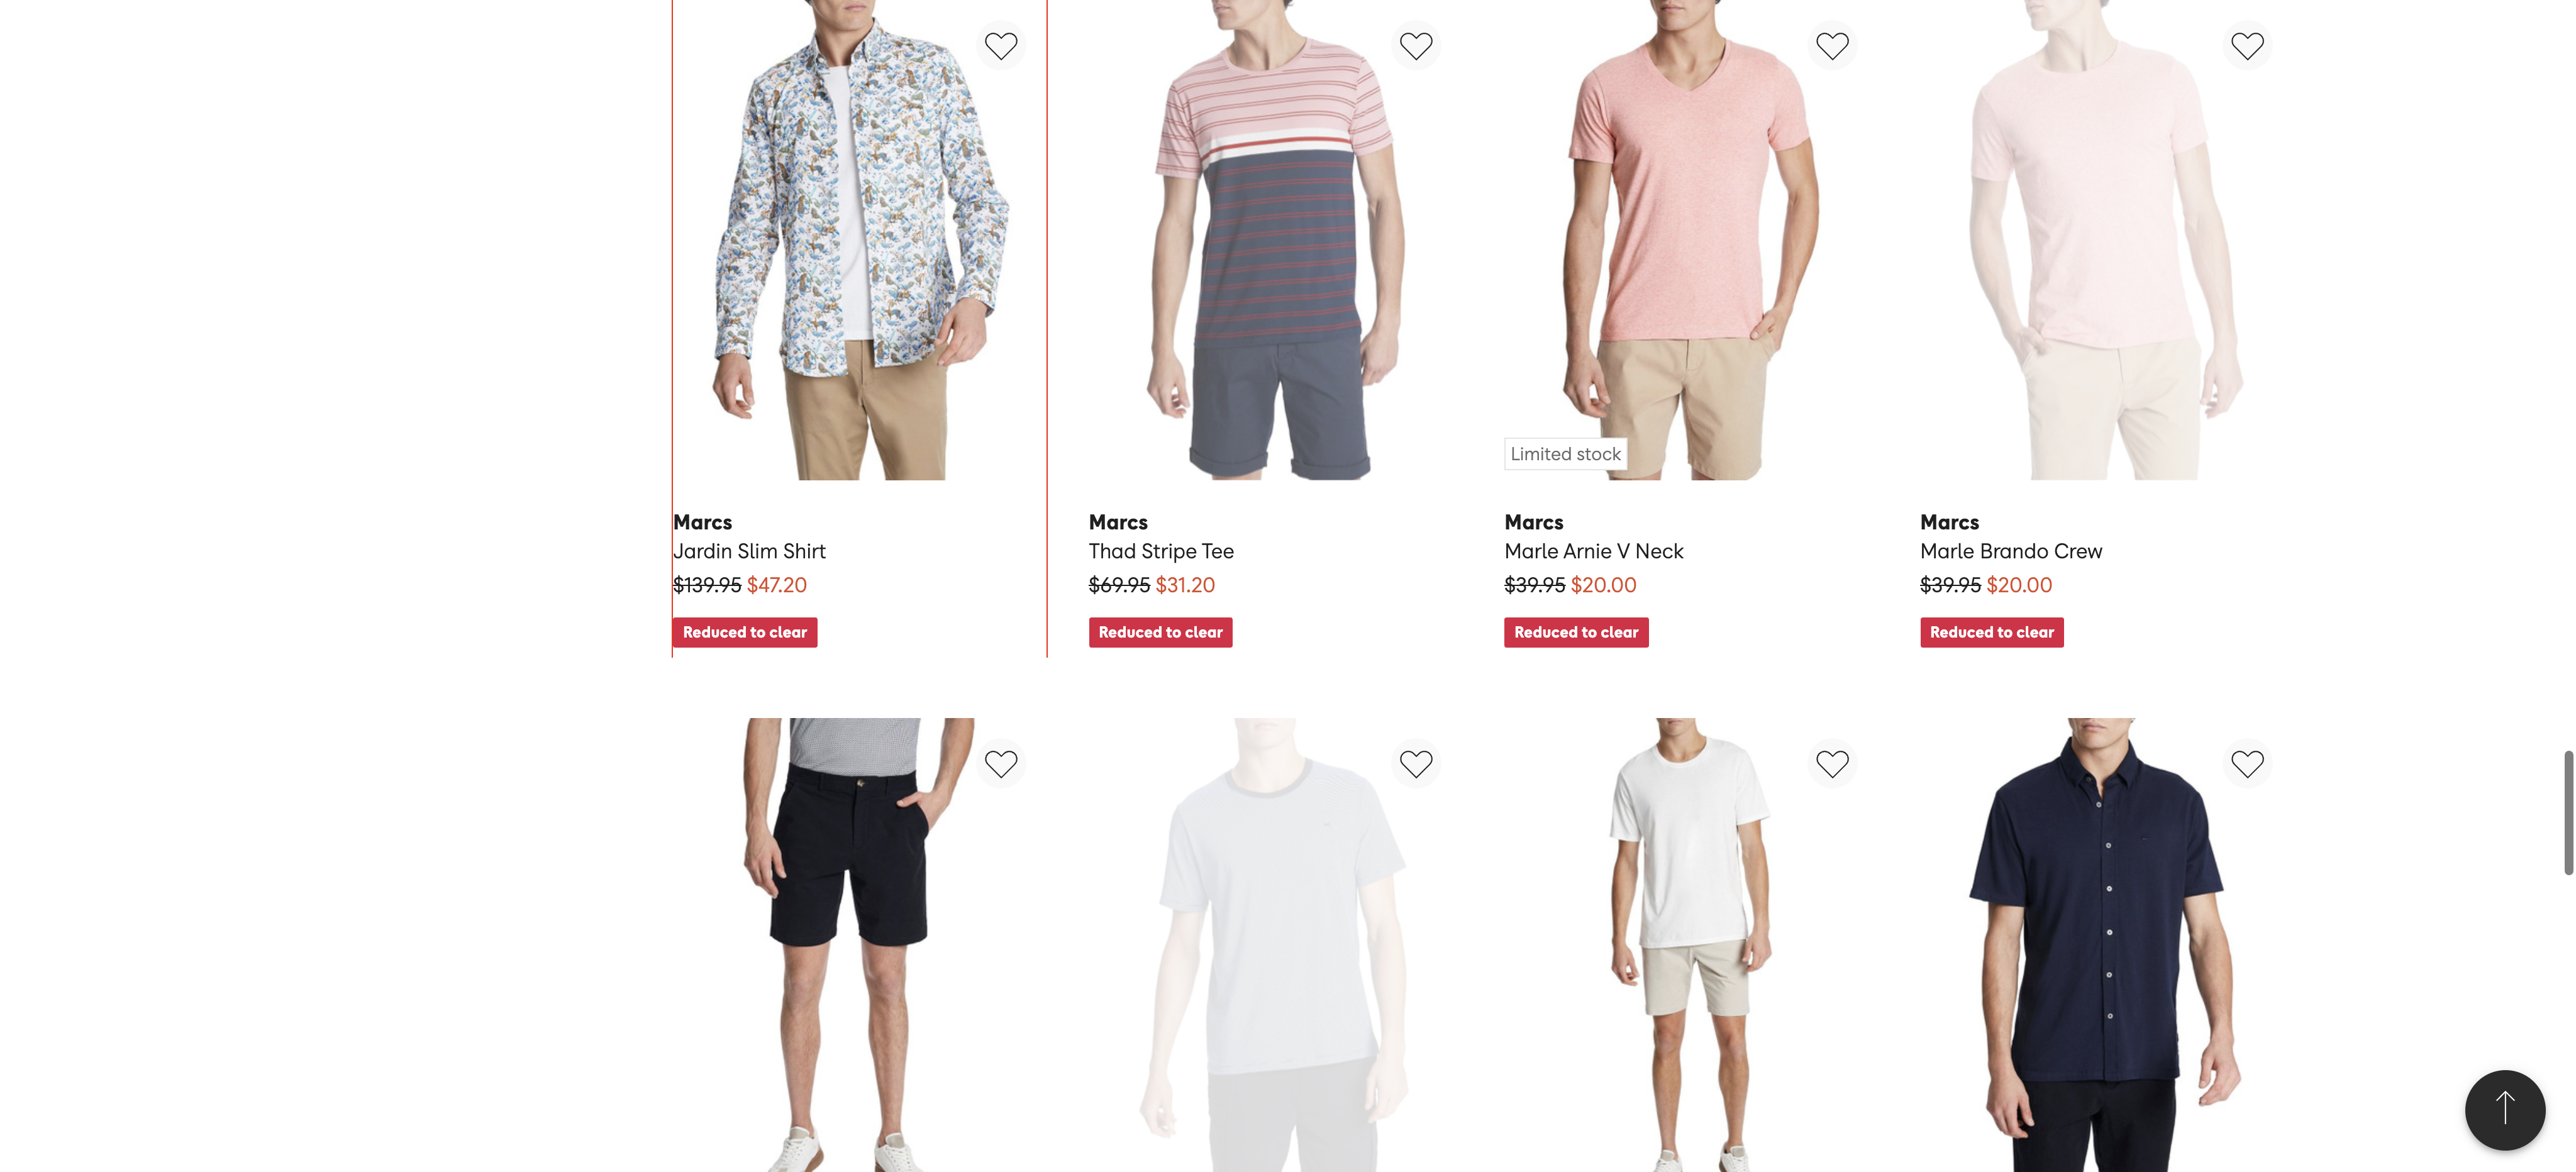 Limited stock
Marcs
Jardin Slim Shirt
$139.95 $47.20
Reduced to clear
Marcs
Thad Stripe Tee
$69.95 $31.20
Reduced to clear
Marcs
Marle Arnie V Neck
$39.95 $20.00
Reduced to clear
Marcs
Marle Brando Crew
$39.95 $20.00
Reduced to clear